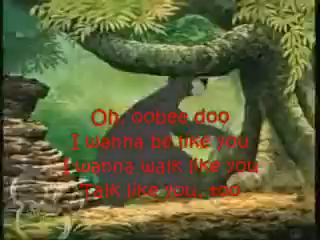 Oh, oobee doo
I wanna be like you
I wanna walk like you
Talk like you, too